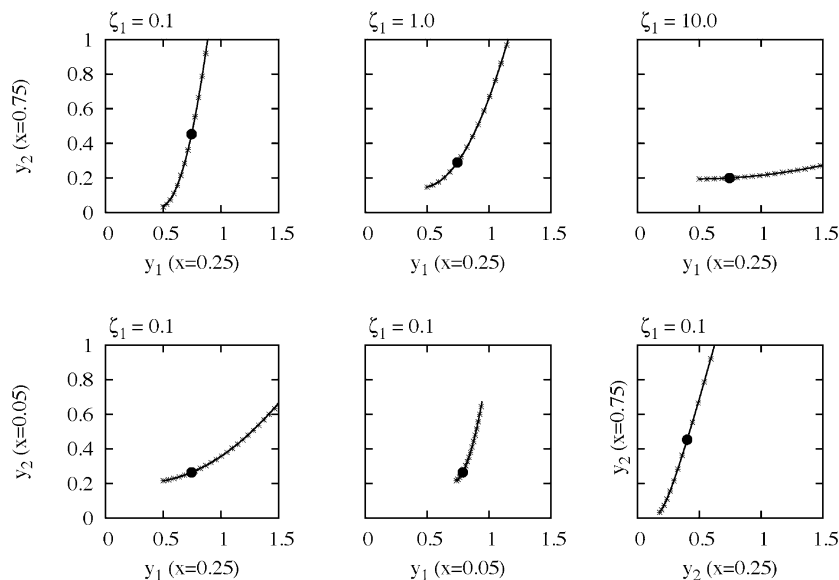 ζ₁ = 0.1
ζ₁ = 1.0
ζ₁ = 10.0
y₂ (x=0.75)
1
0.8
0.6
0.4
0.2
0
0 0.5 1 1.5
0 0.5 1 1.5
0 0.5 1 1.5
y₁ (x=0.25)
y₁ (x=0.25)
y₁ (x=0.25)
ζ₁ = 0.1
ζ₁ = 0.1
ζ₁ = 0.1
y₂ (x=0.05)
1
0.8
0.6
0.4
0.2
0
y₂ (x=0.75)
0 0.5 1 1.5
0 0.5 1 1.5
0 0.5 1 1.5
y₁ (x=0.25)
y₁ (x=0.05)
y₂ (x=0.25)